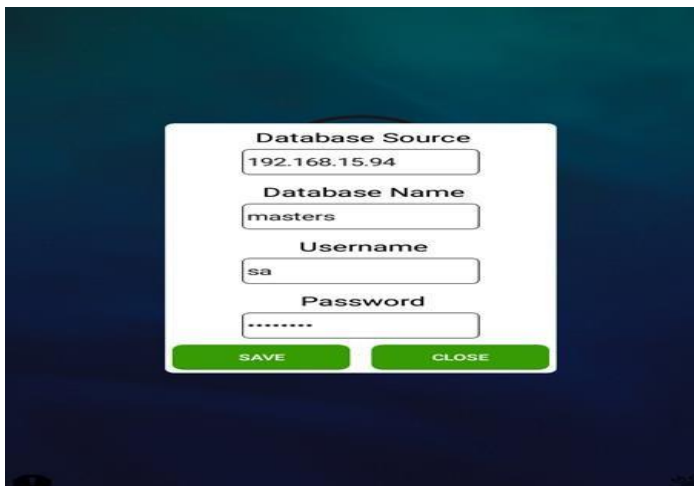 Database Source
192.168.15.94
Database Name
masters
Username
sa
Password
••••••••
SAVE CLOSE